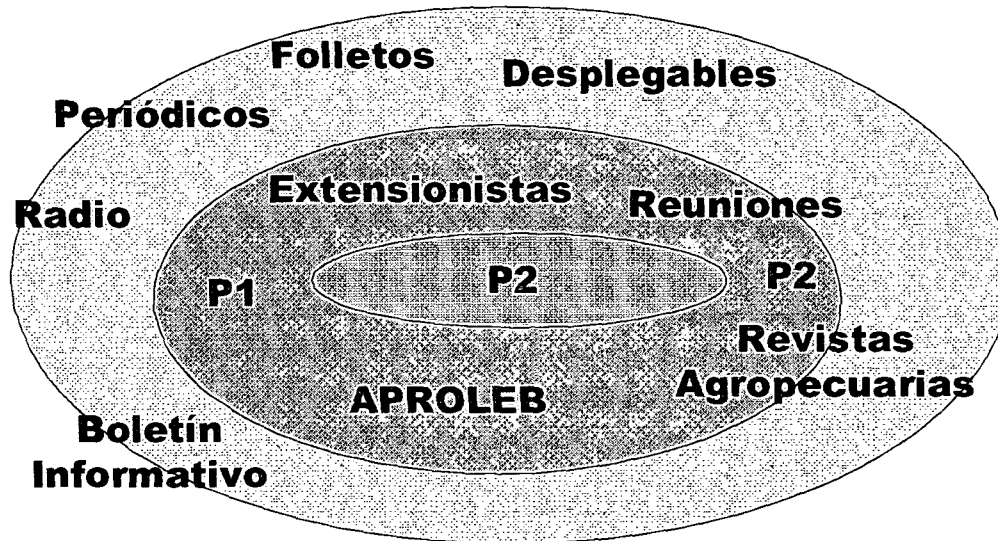 Folletos
Desplegables
Periódicos
Extensionistas
Reuniones
Radio
P1
P2
P2
Revistas
Agropecuarias
APROLEB
Boletín
Informativo